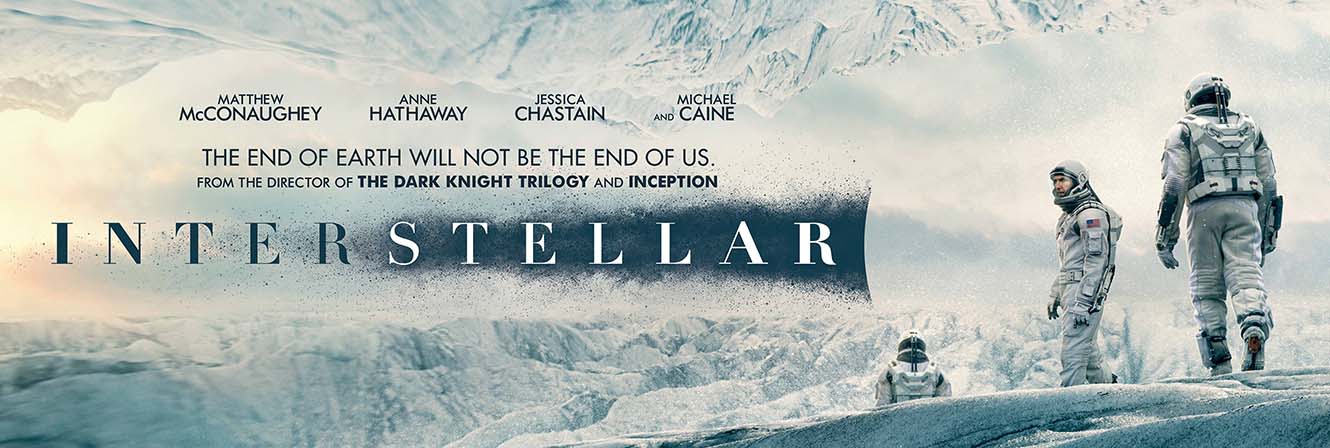 MATTHEW McCONAUGHEY
ANNE HATHAWAY
JESSICA CHASTAIN
AND MICHAEL CAINE
THE END OF EARTH WILL NOT BE THE END OF US.
FROM THE DIRECTOR OF THE DARK KNIGHT TRILOGY AND INCEPTION
INTERSTELLAR